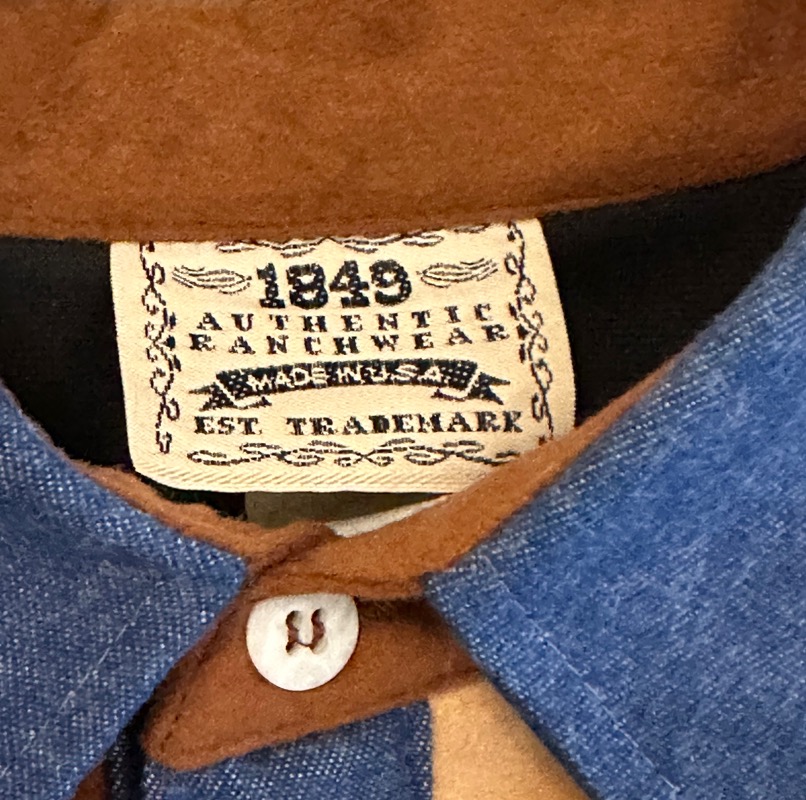 1849
AUTHENTIC
RANCHWEAR
MADE IN U.S.A.
EST. TRADEMARK